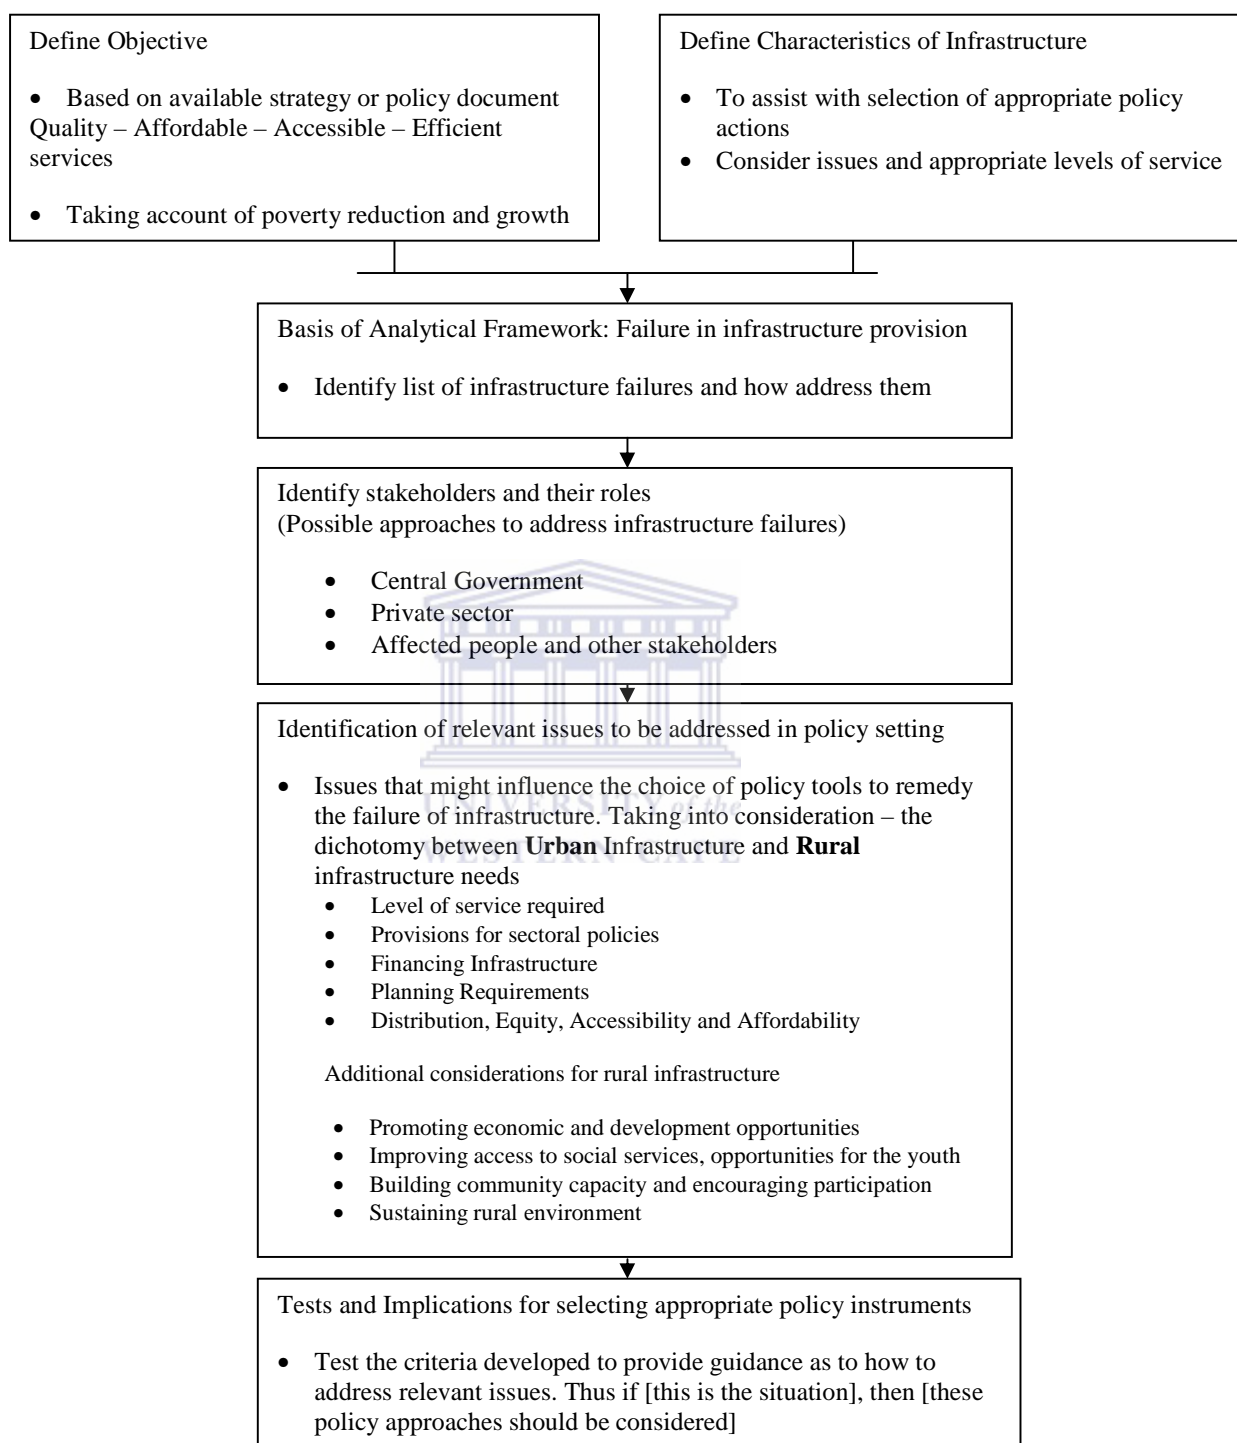 Define Objective
• Based on available strategy or policy document
Quality – Affordable – Accessible – Efficient
services
• Taking account of poverty reduction and growth
Define Characteristics of Infrastructure
• To assist with selection of appropriate policy
actions
• Consider issues and appropriate levels of service
Basis of Analytical Framework: Failure in infrastructure provision
• Identify list of infrastructure failures and how address them
Identify stakeholders and their roles
(Possible approaches to address infrastructure failures)
• Central Government
• Private sector
• Affected people and other stakeholders
Identification of relevant issues to be addressed in policy setting
• Issues that might influence the choice of policy tools to remedy
the failure of infrastructure. Taking into consideration – the
dichotomy between Urban Infrastructure and Rural
infrastructure needs
• Level of service required
• Provisions for sectoral policies
• Financing Infrastructure
• Planning Requirements
• Distribution, Equity, Accessibility and Affordability
Additional considerations for rural infrastructure
• Promoting economic and development opportunities
• Improving access to social services, opportunities for the youth
• Building community capacity and encouraging participation
• Sustaining rural environment
UNIVERSITY of the
WESTERN CAPE
Tests and Implications for selecting appropriate policy instruments
• Test the criteria developed to provide guidance as to how to
address relevant issues. Thus if [this is the situation], then [these
policy approaches should be considered]